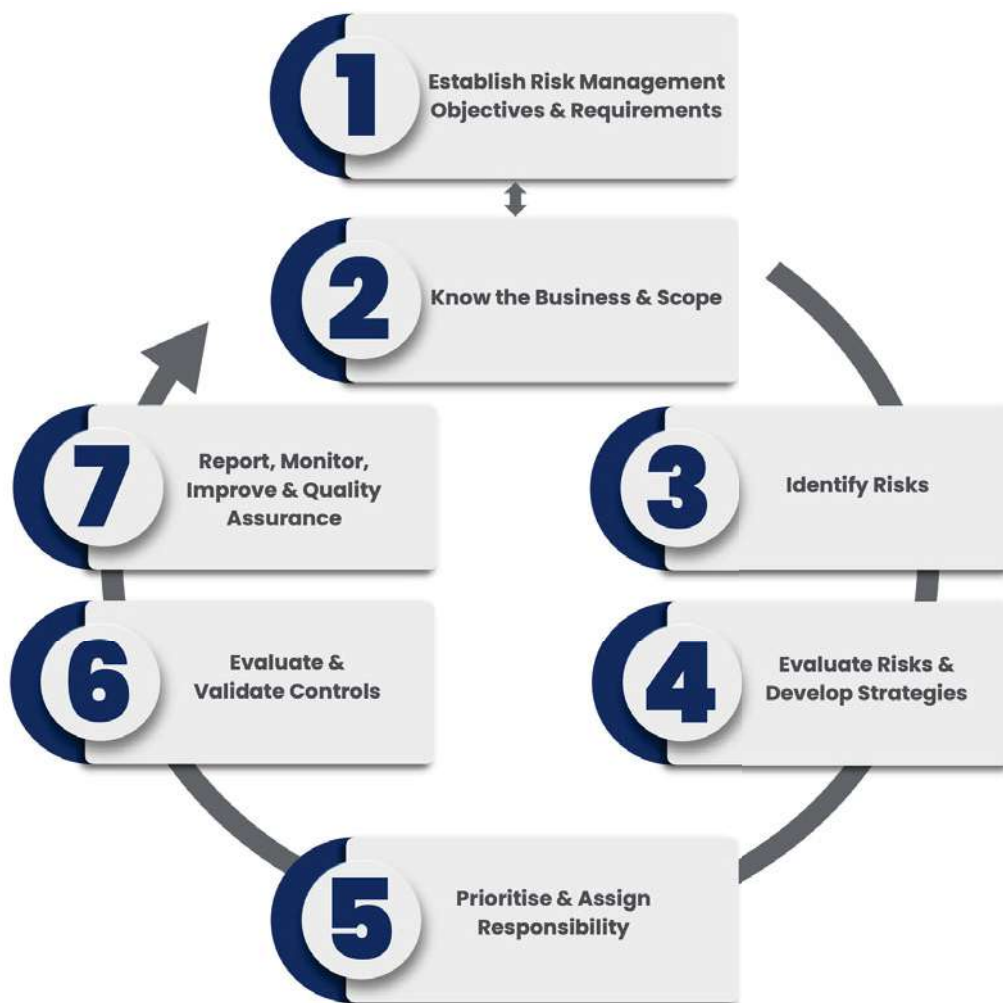 1
Establish Risk Management
Objectives & Requirements
2
Know the Business & Scope
3
Identify Risks
4
Evaluate Risks &
Develop Strategies
5
Prioritise & Assign
Responsibility
6
Evaluate &
Validate Controls
7
Report, Monitor,
Improve & Quality
Assurance